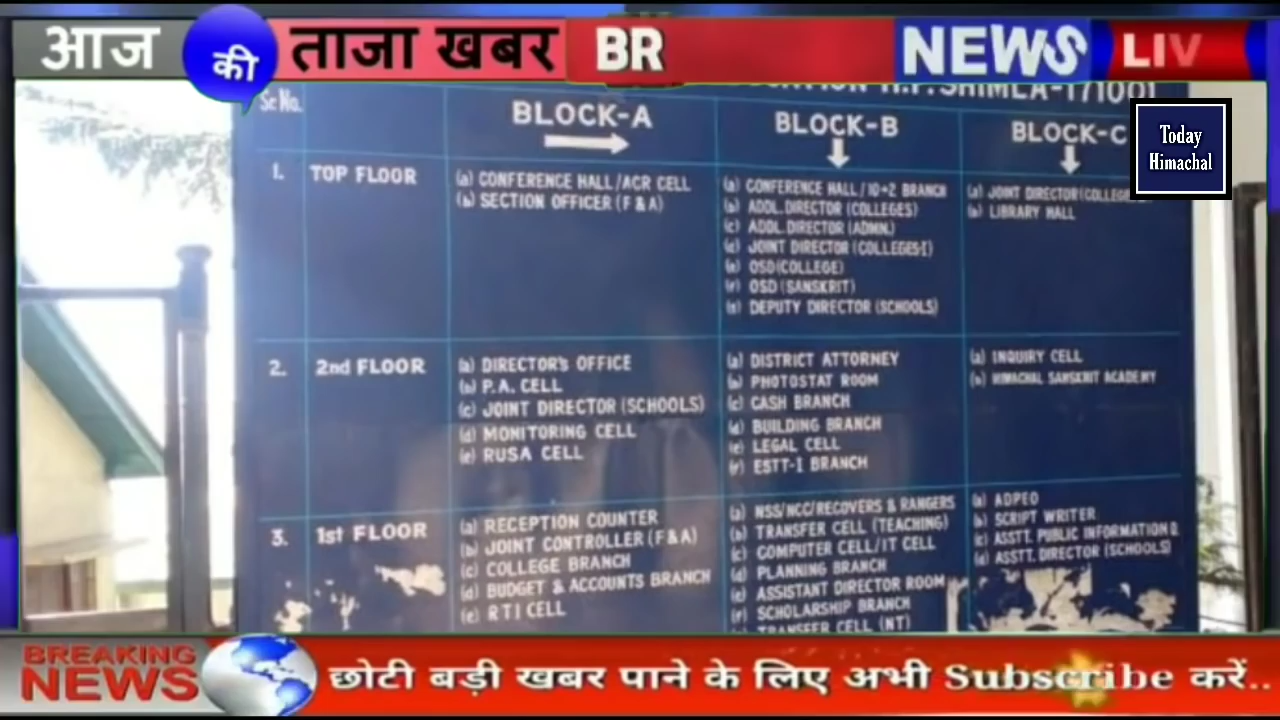 आज की ताजा खबर BR NEWS LIV
H.P.SHIMLA-171001
Today
Himachal
Sr No.
BLOCK-A
BLOCK-B
BLOCK-C
1. TOP FLOOR
(a) CONFERENCE HALL/ACR CELL
(b) SECTION OFFICER (F & A)
(a) CONFERENCE HALL/10+2 BRANCH
(b) ADDL.DIRECTOR (COLLEGES)
(c) ADDL.DIRECTOR (ADMN.)
(d) JOINT DIRECTOR (COLLEGES-I)
(e) OSD(COLLEGE)
(f) OSD (SANSKRIT)
(g) DEPUTY DIRECTOR (SCHOOLS)
(a) JOINT DIRECTOR(COLLEGE
(b) LIBRARY HALL
2. 2nd FLOOR
(a) DIRECTOR's OFFICE
(b) P.A. CELL
(c) JOINT DIRECTOR (SCHOOLS)
(d) MONITORING CELL
(e) RUSA CELL
(a) DISTRICT ATTORNEY
(b) PHOTOSTAT ROOM
(c) CASH BRANCH
(d) BUILDING BRANCH
(e) LEGAL CELL
(f) ESTT-I BRANCH
(a) INQUIRY CELL
(b) HIMACHAL SANSKRIT ACADEMY
3. 1st FLOOR
(a) RECEPTION COUNTER
(b) JOINT CONTROLLER (F & A)
(c) COLLEGE BRANCH
(d) BUDGET & ACCOUNTS BRANCH
(e) RTI CELL
(a) NSS/NCC/RECOVERS & RANGERS
(b) TRANSFER CELL (TEACHING)
(c) COMPUTER CELL/IT CELL
(d) PLANNING BRANCH
(e) ASSISTANT DIRECTOR ROOM
(f) SCHOLARSHIP BRANCH
TRANSFER CELL (NT)
(a) ADPEO
(b) SCRIPT WRITER
(c) ASSTT. PUBLIC INFORMATION O.
(d) ASSTT. DIRECTOR (SCHOOLS)
BREAKING
NEWS
छोटी बड़ी खबर पाने के लिए अभी Subscribe करें..